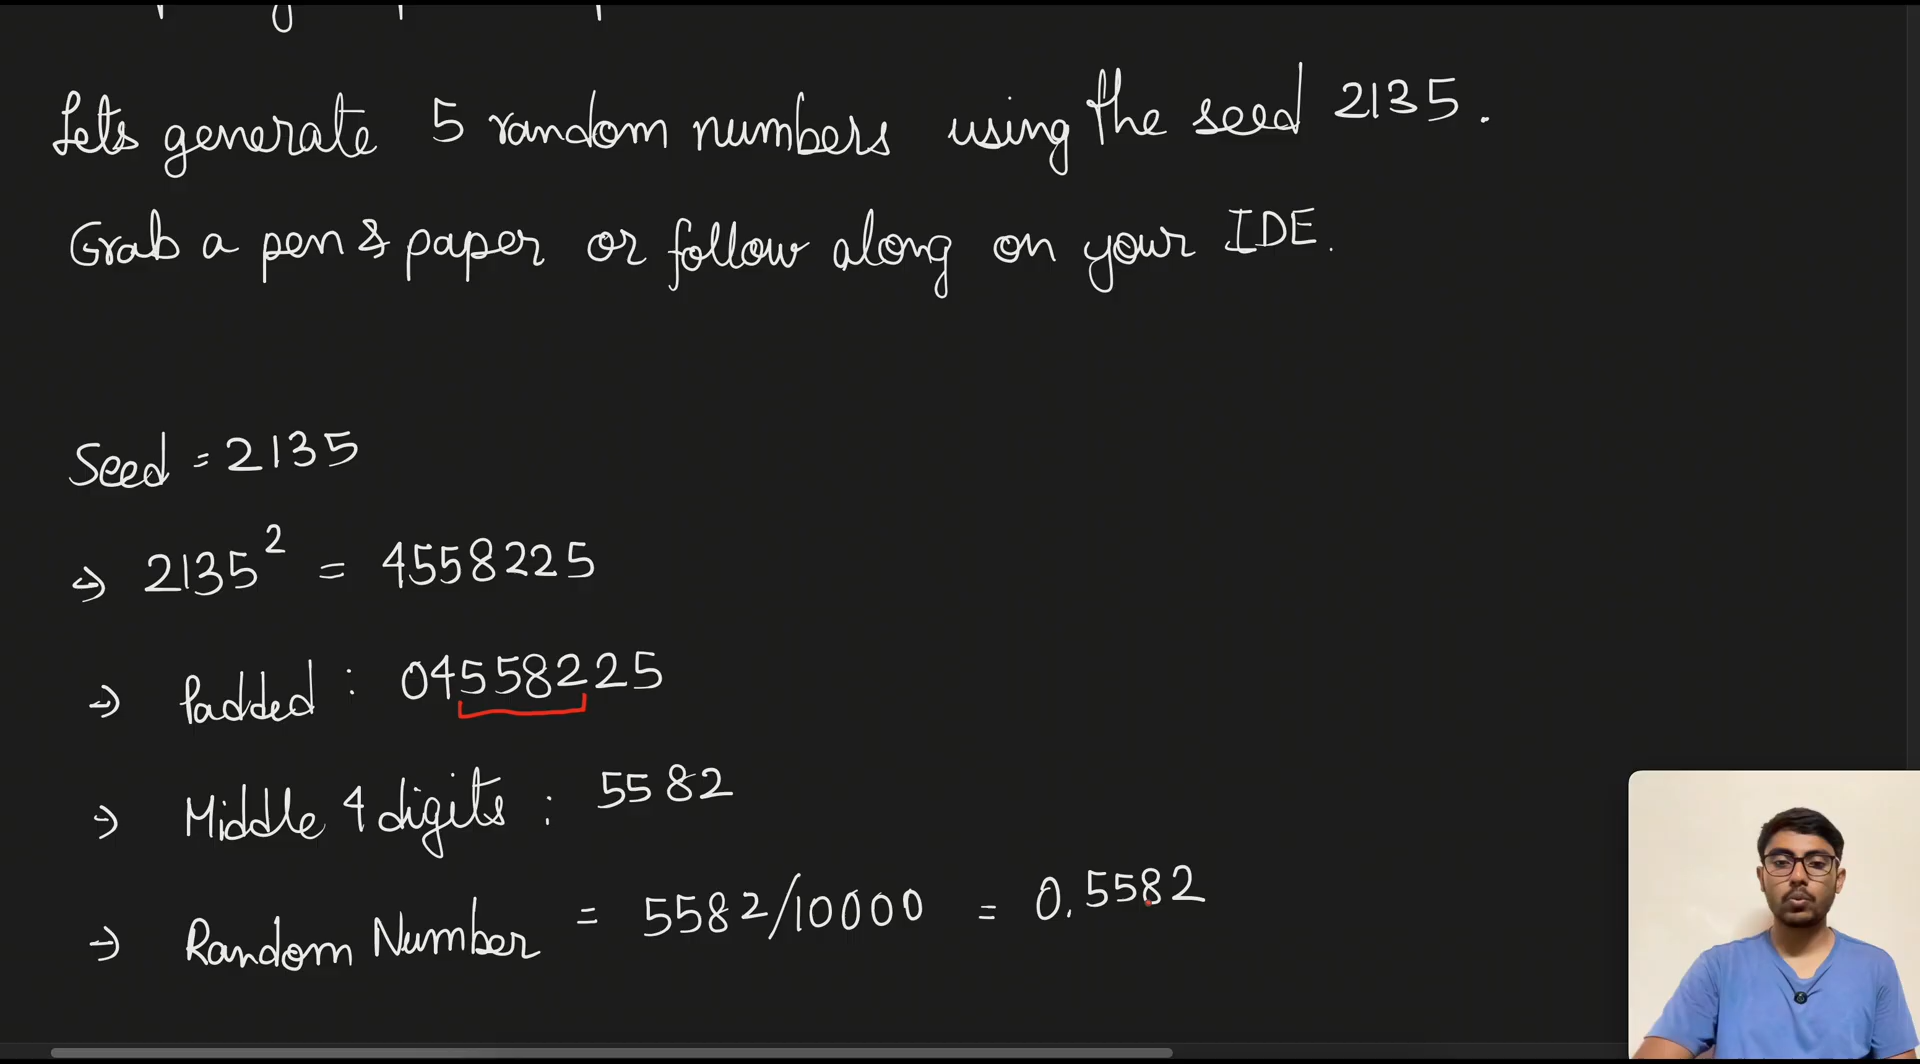 Lets generate 5 random numbers using the seed 2135.
Grab a pen & paper or follow along on your IDE.
Seed = 2135
→ 2135² = 4558225
→ Padded : 04558225
→ Middle 4 digits : 5582
→ Random Number = 5582/10000 = 0.5582